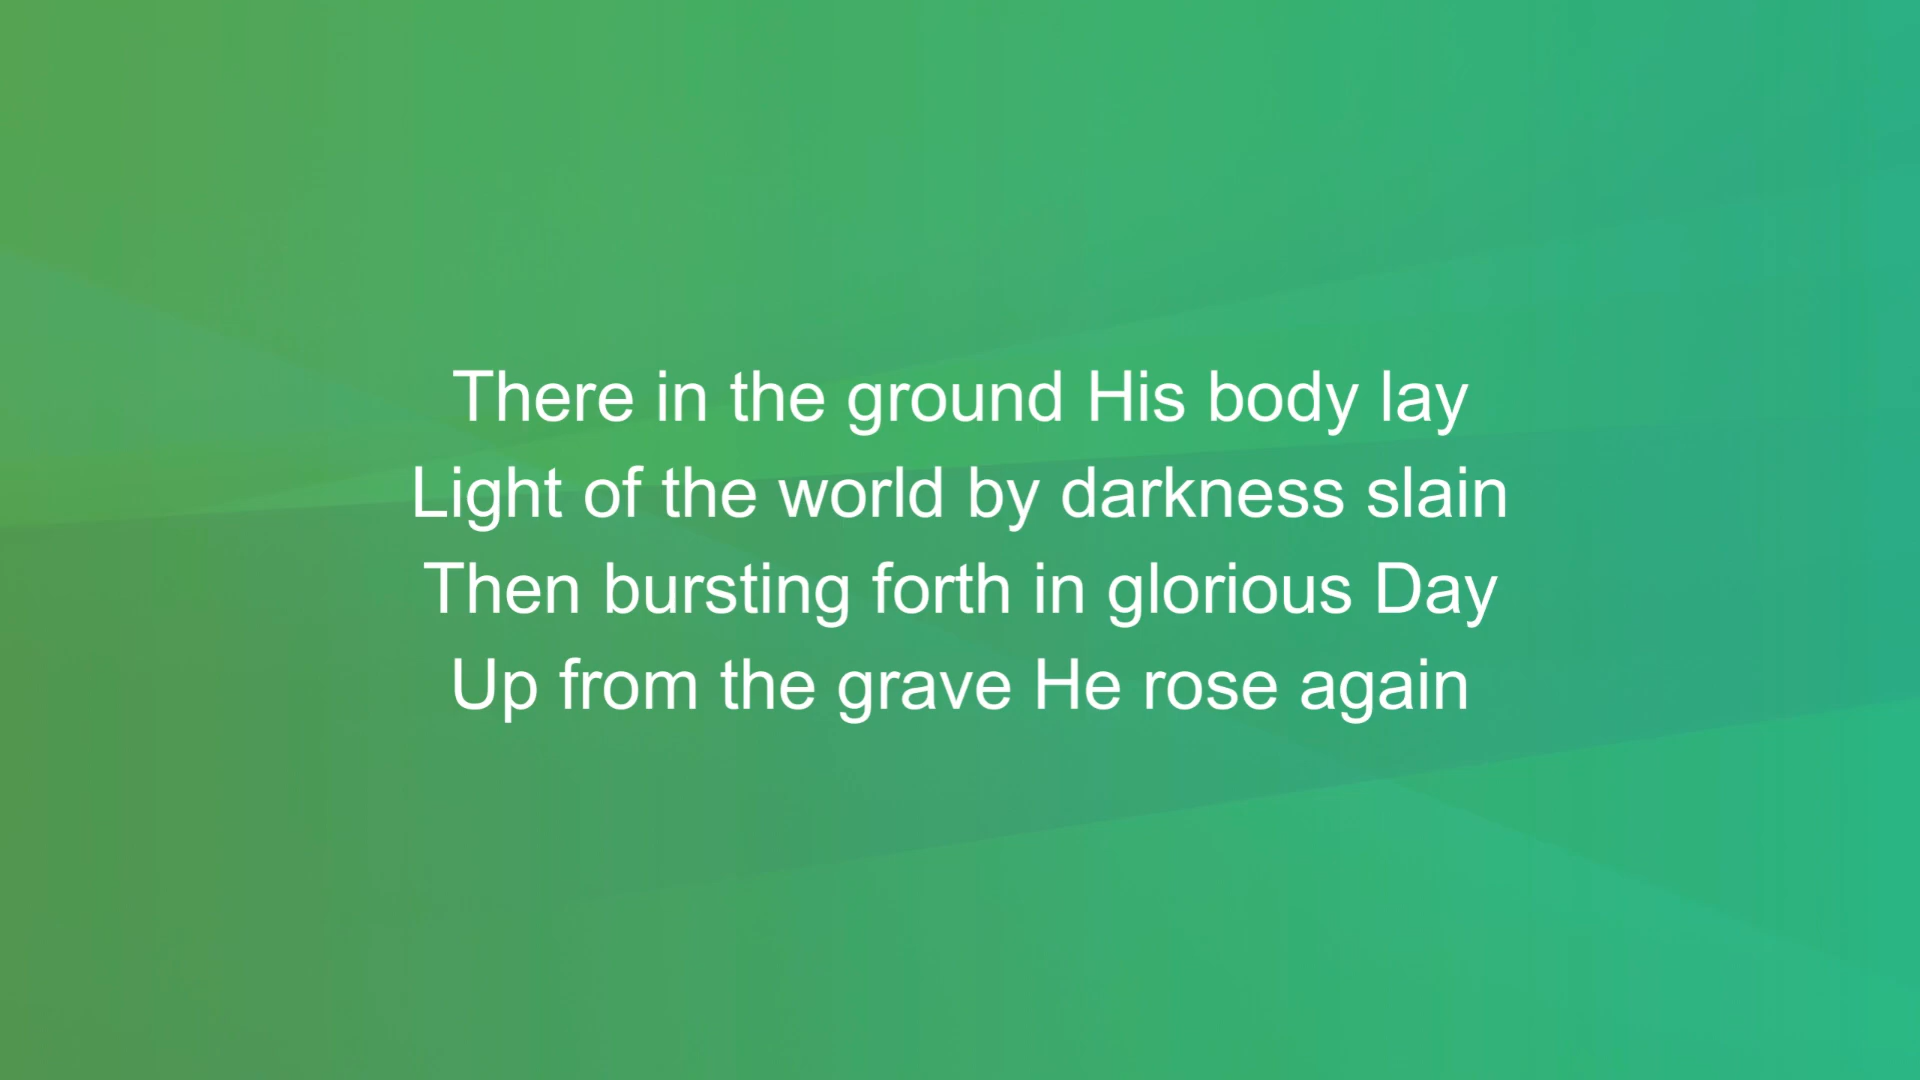 There in the ground His body lay
Light of the world by darkness slain
Then bursting forth in glorious Day
Up from the grave He rose again